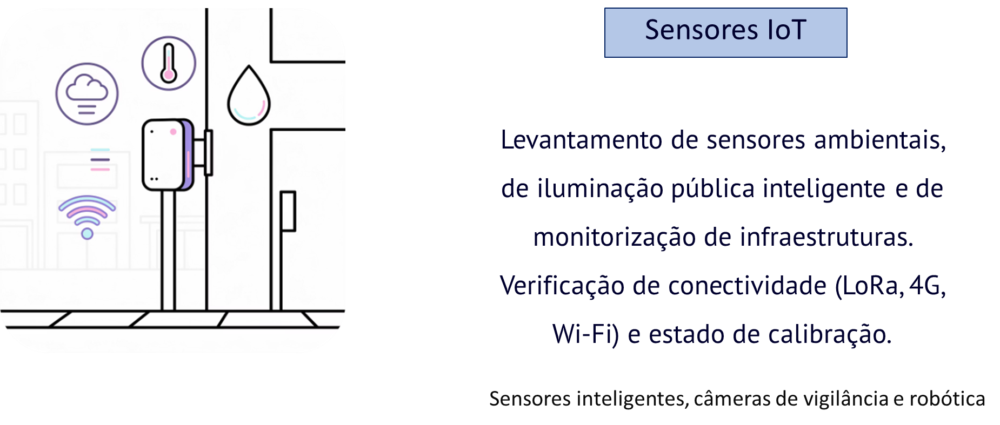 Sensores IoT
Levantamento de sensores ambientais,
de iluminação pública inteligente e de
monitorização de infraestruturas.
Verificação de conectividade (LoRa, 4G,
Wi-Fi) e estado de calibração.
Sensores inteligentes, câmeras de vigilância e robótica